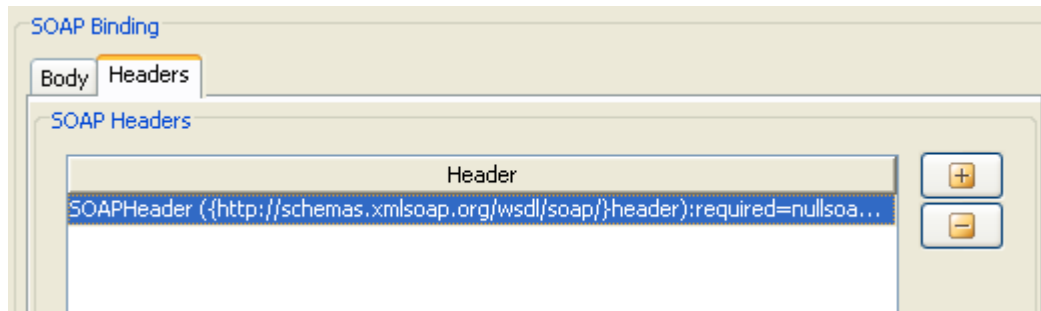 SOAP Binding
Body Headers
SOAP Headers
Header
SOAPHeader ({http://schemas.xmlsoap.org/wsdl/soap/}header):required=nullsoa...